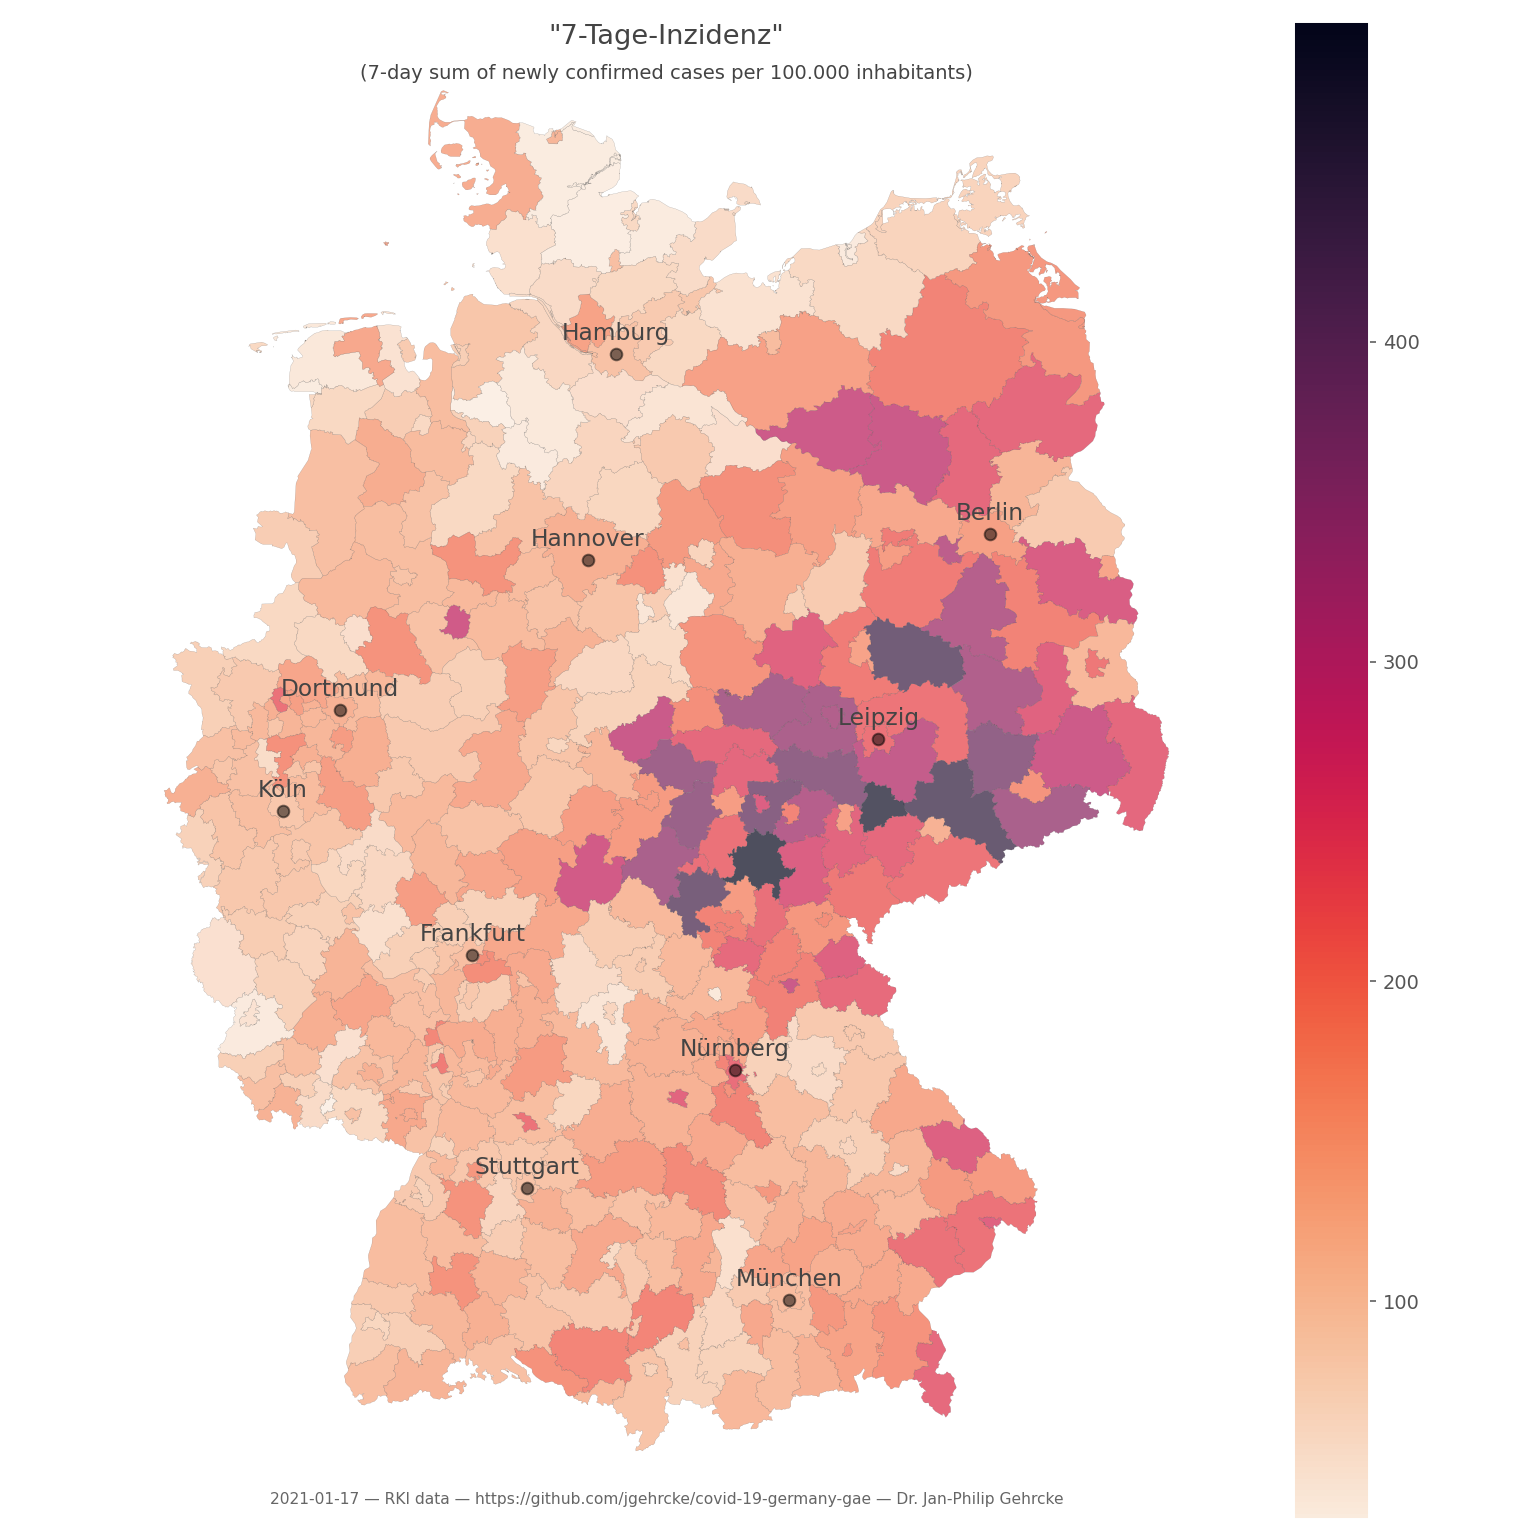 "7-Tage-Inzidenz"
(7-day sum of newly confirmed cases per 100.000 inhabitants)
Hamburg
400
Berlin
Hannover
300
Dortmund
Leipzig
Köln
Frankfurt
200
Nürnberg
Stuttgart
München
100
2021-01-17 — RKI data — https://github.com/jgehrcke/covid-19-germany-gae — Dr. Jan-Philip Gehrcke